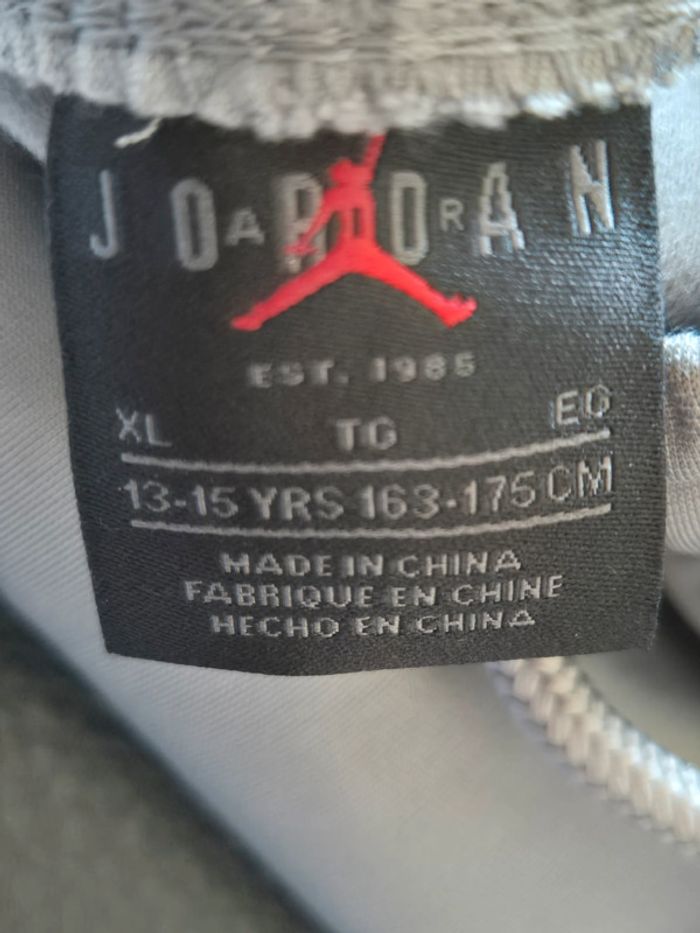 JORDAN
AIR
EST. 1985
XL TG EG
13-15 YRS 163-175 CM
MADE IN CHINA
FABRIQUE EN CHINE
HECHO EN CHINA